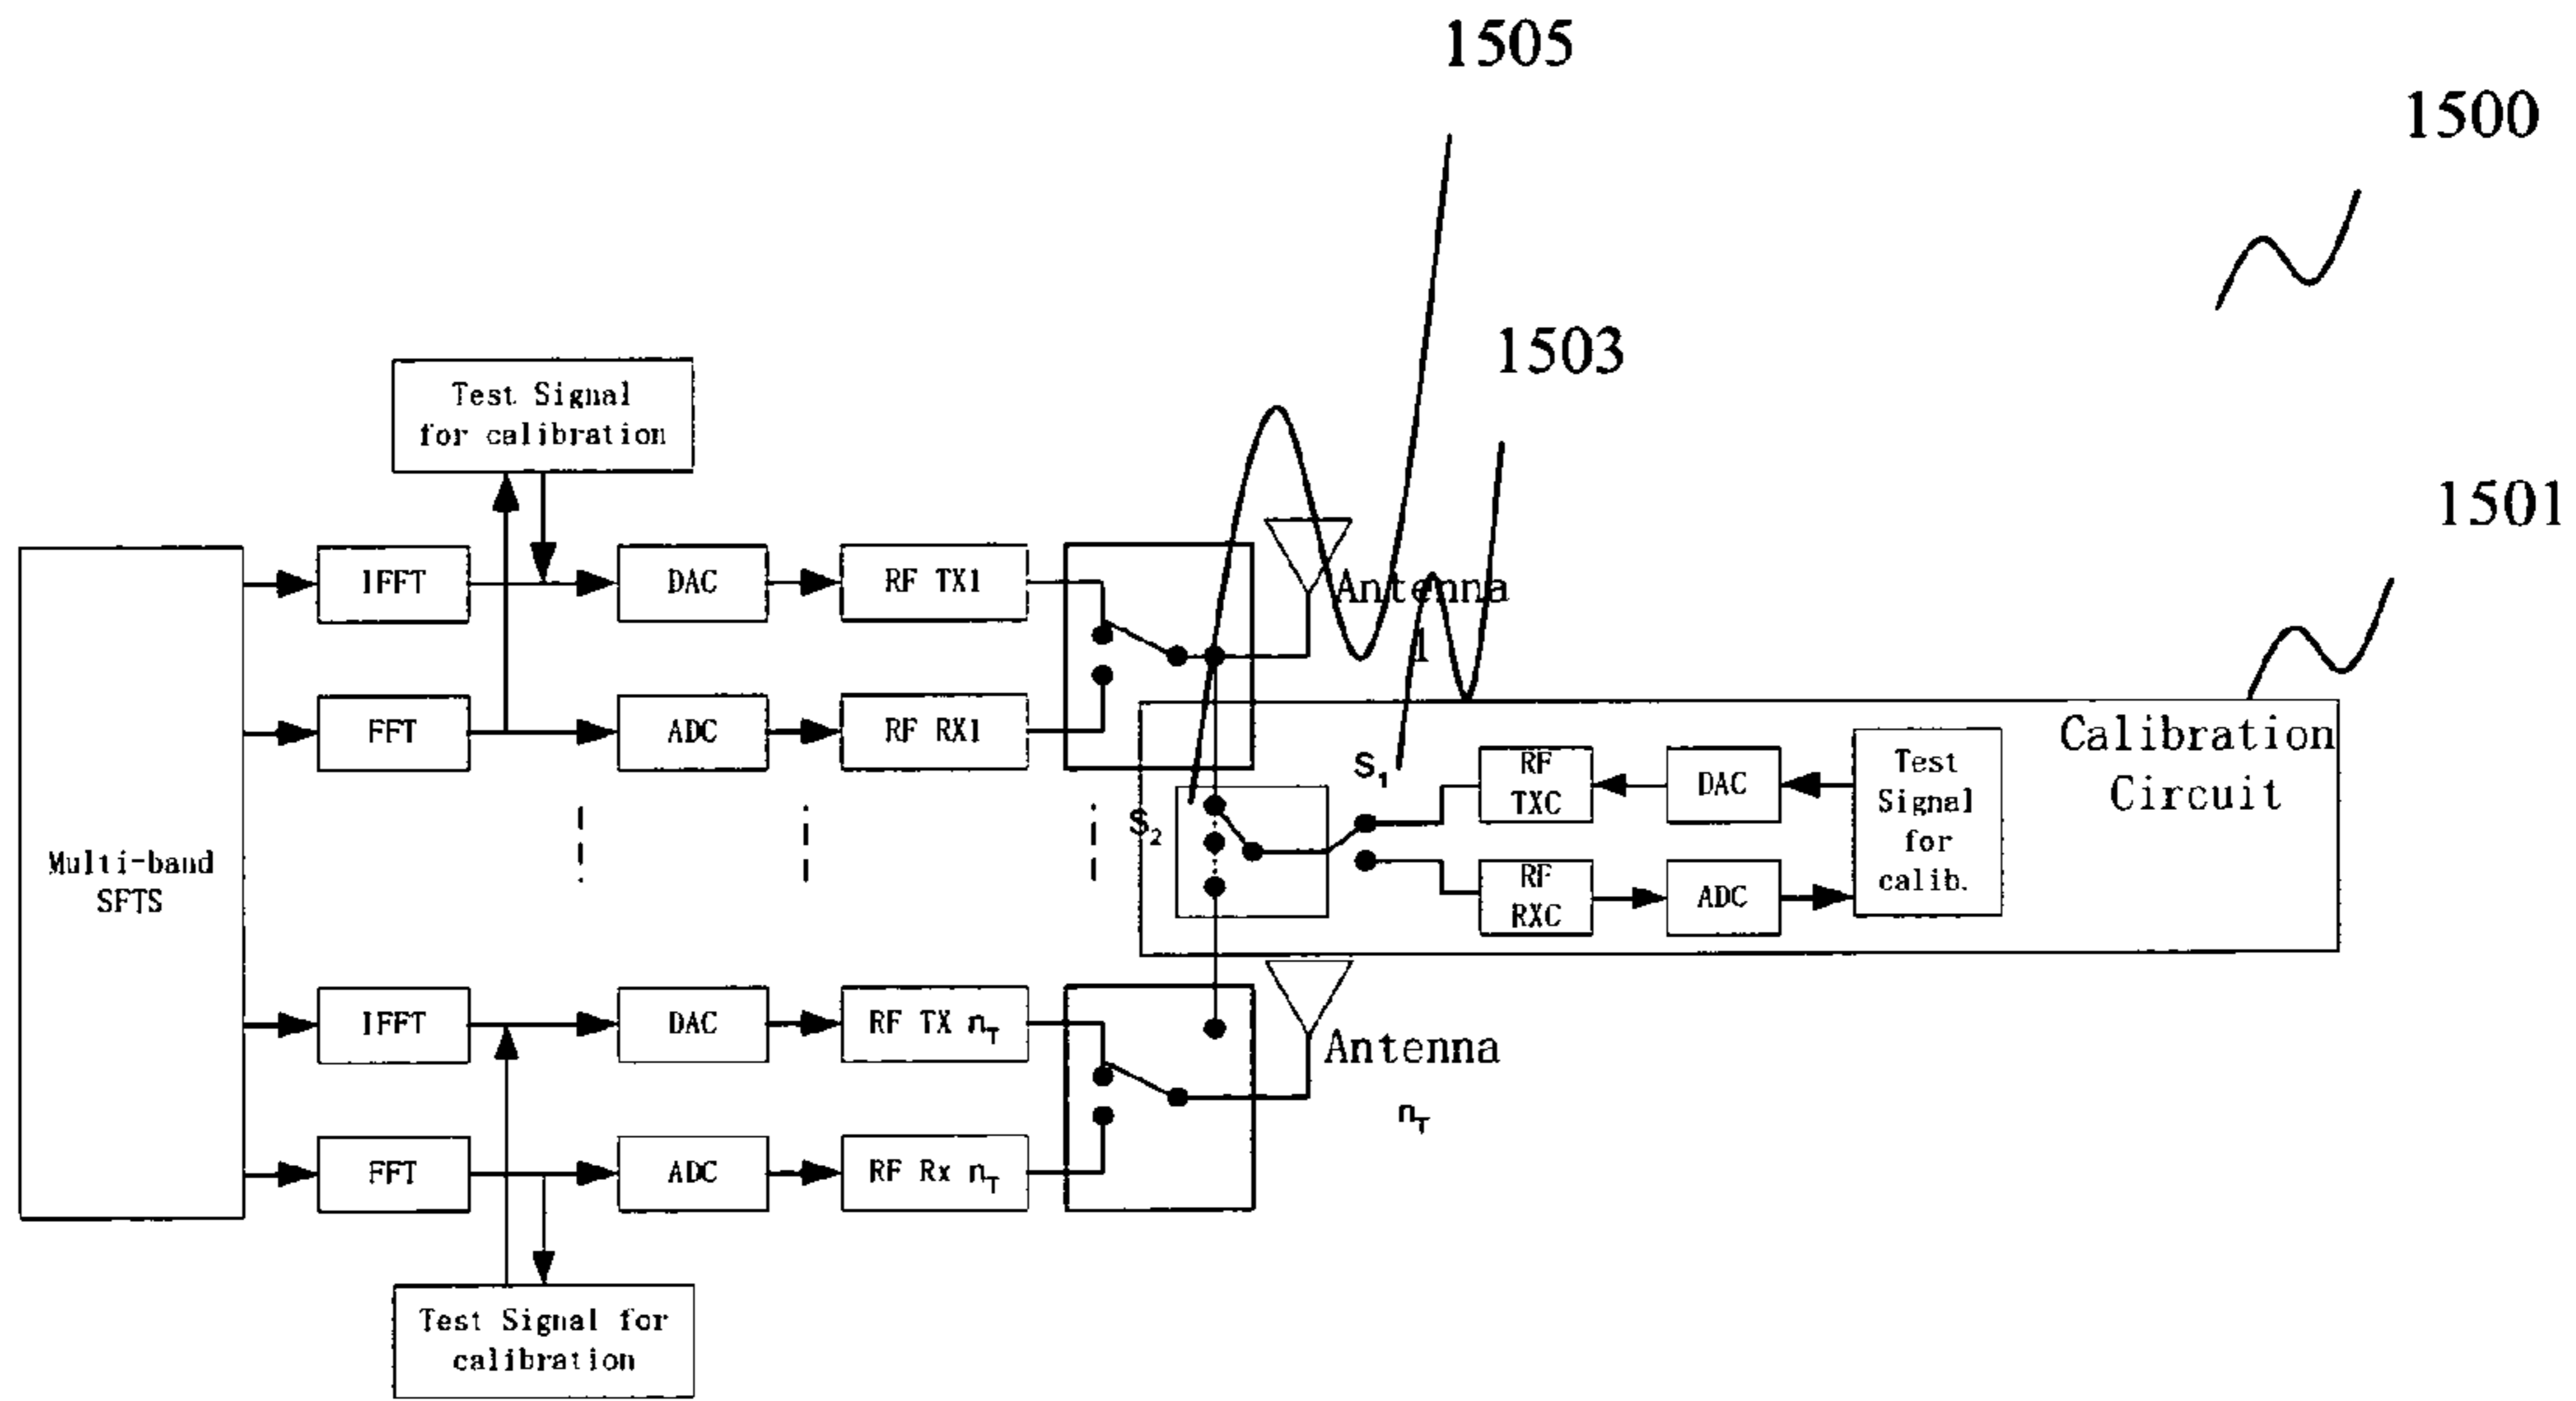 1505
1500
1503
1501
Test Signal
for calibration
IFFT
DAC
RF TX1
Antenna
1
FFT
ADC
RF RX1
Multi-band
SFTS
S2
S1
RF
TXC
DAC
Test
Signal
for
calib.
Calibration
Circuit
RF
RXC
ADC
IFFT
DAC
RF TX nT
Antenna
nT
FFT
ADC
RF Rx nT
Test Signal for
calibration